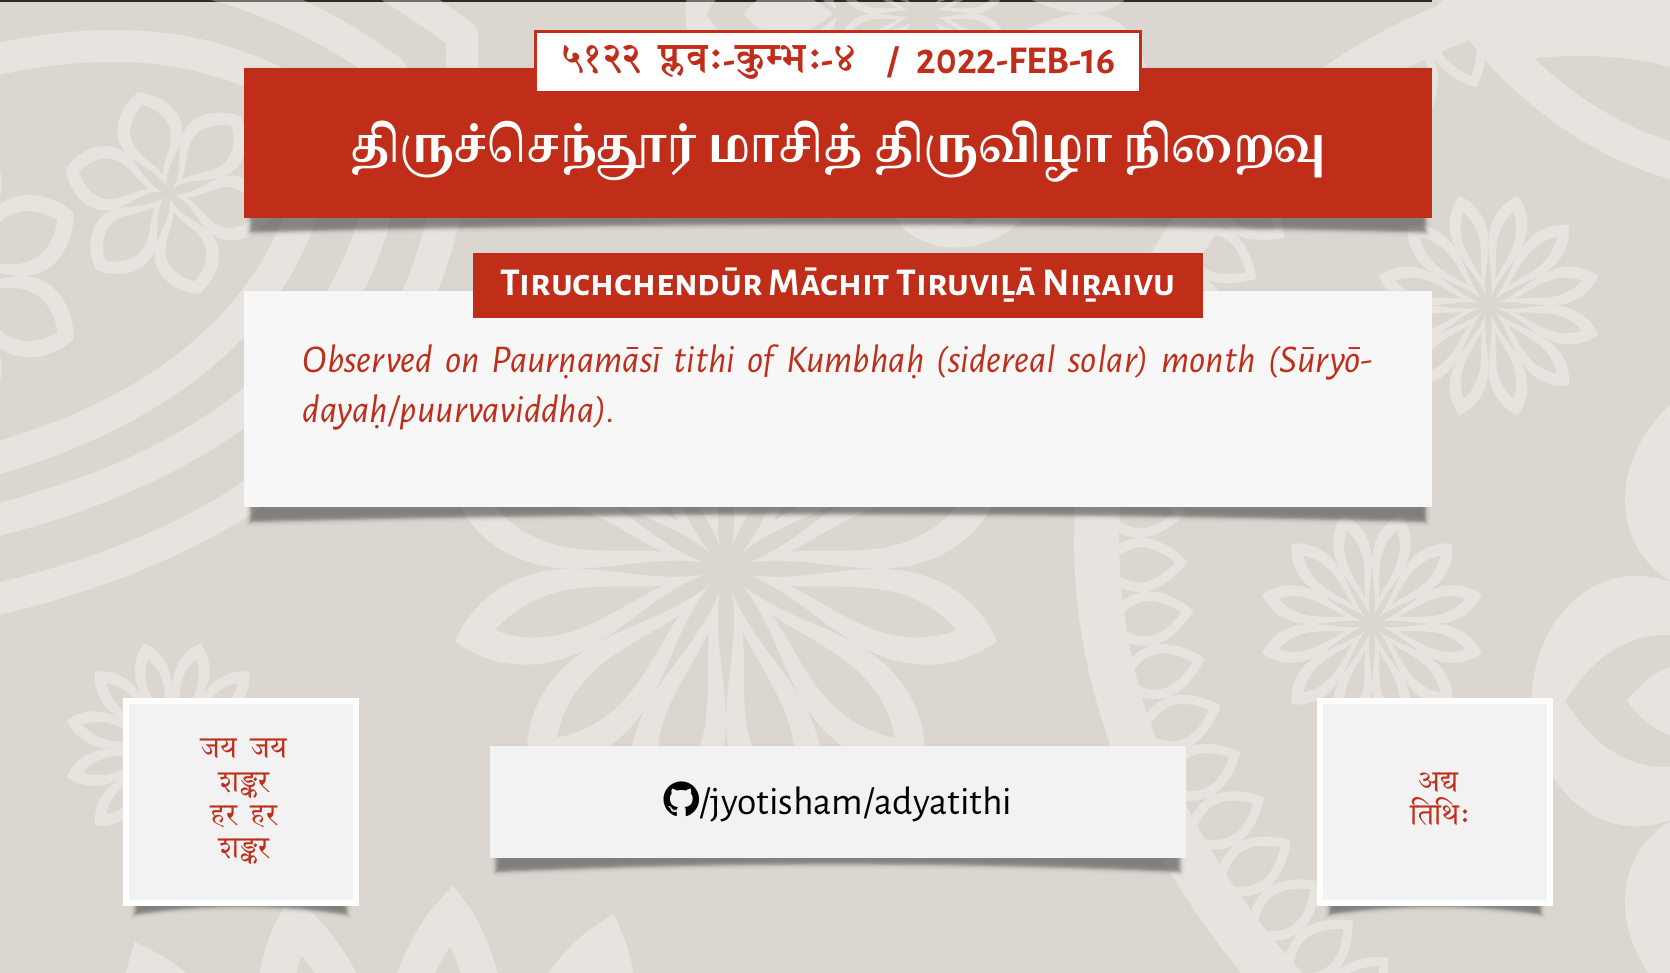 ५१२२ प्लवः-कुम्भः-४ / 2022-FEB-16
திருச்செந்தூர் மாசித் திருவிழா நிறைவு
Tiruchchendūr Māchit Tiruviḻā Niṟaivu
Observed on Paurṇamāsī tithi of Kumbhaḥ (sidereal solar) month (Sūryō-
dayaḥ/puurvaviddha).
जय जय
शङ्कर
हर हर
शङ्कर
/jyotisham/adyatithi
अद्य
तिथिः